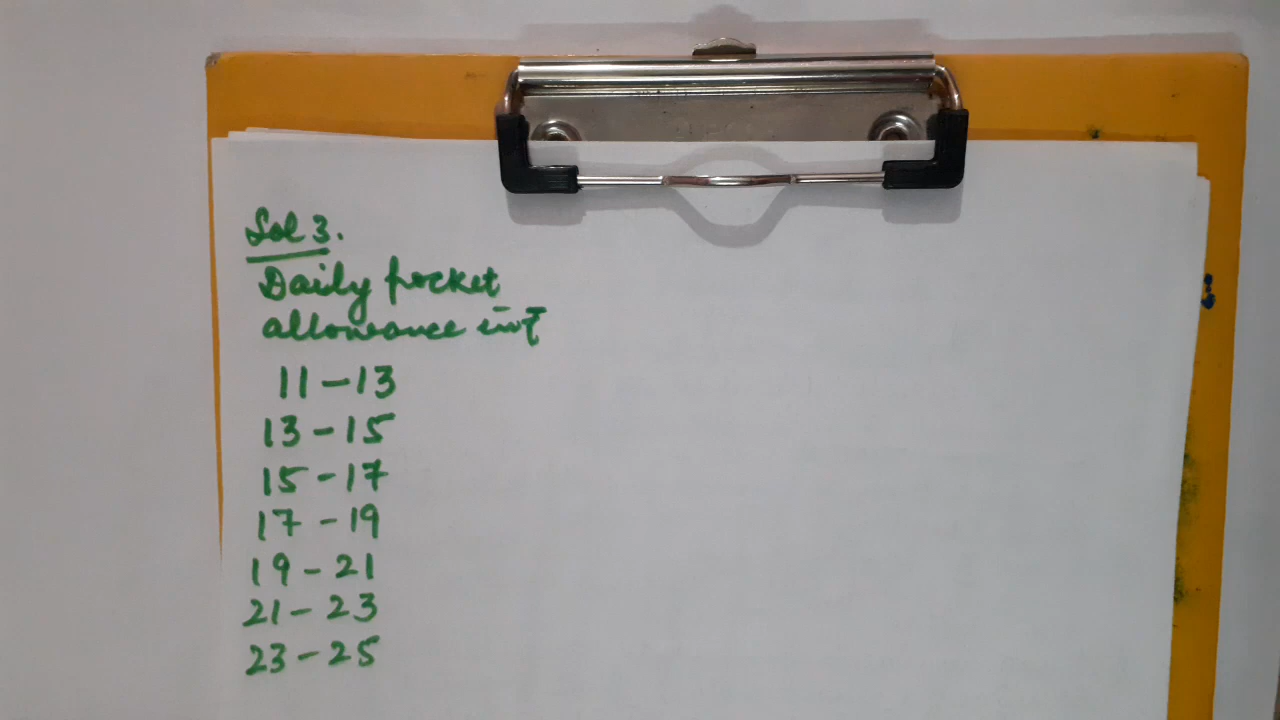 Sol 3.
Daily pocket
allowance in ₹
11-13
13-15
15-17
17-19
19-21
21-23
23-25